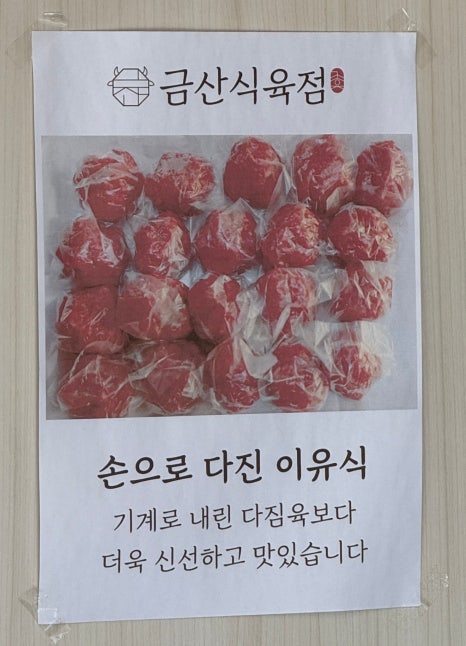 금산식육점
손으로 다진 이유식
기계로 내린 다짐육보다
더욱 신선하고 맛있습니다